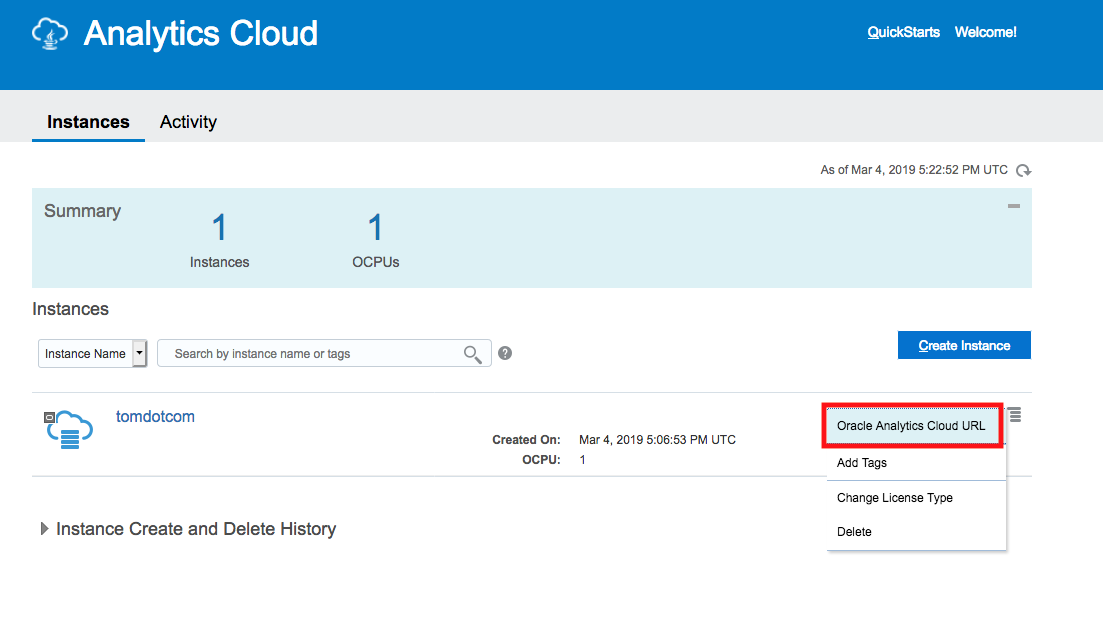 Analytics Cloud
QuickStarts Welcome!
Instances Activity
As of Mar 4, 2019 5:22:52 PM UTC
Summary
1 1
Instances OCPUs
Instances
Instance Name Search by instance name or tags ?
Create Instance
tomdotcom
Created On: Mar 4, 2019 5:06:53 PM UTC
OCPU: 1
Oracle Analytics Cloud URL
Add Tags
Change License Type
Delete
Instance Create and Delete History